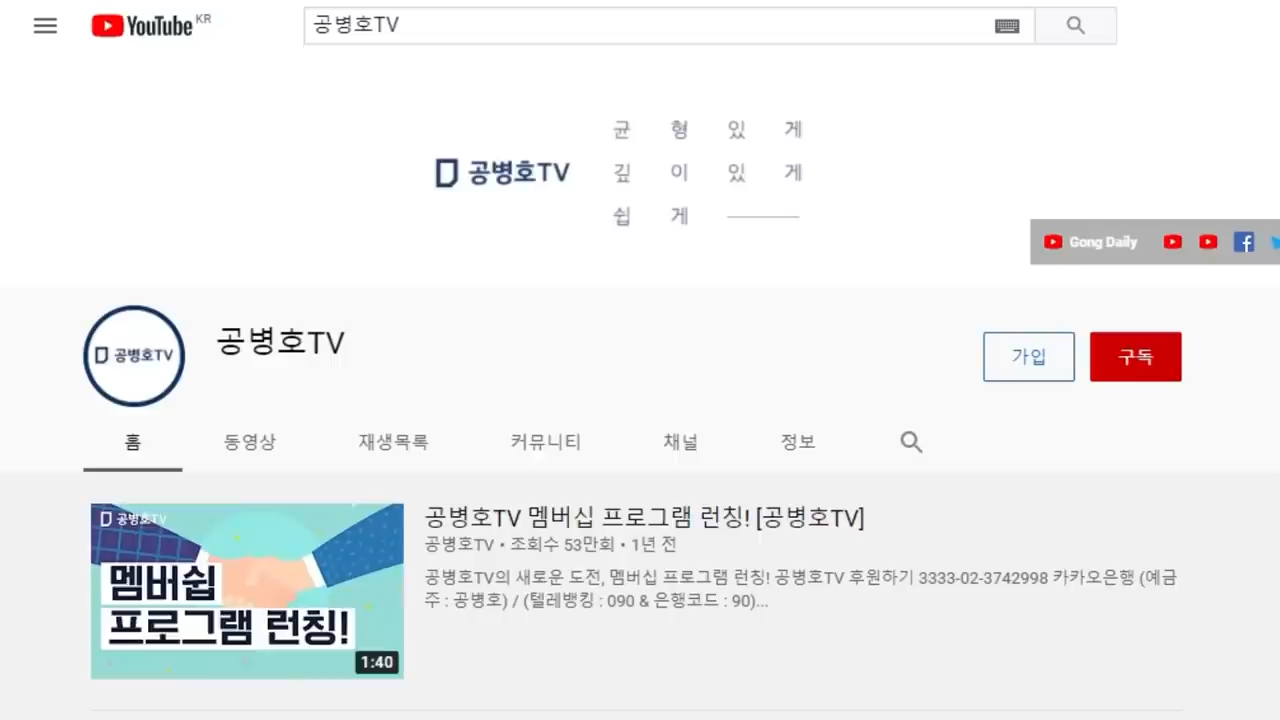 YouTube KR
공병호TV
균 형 있 게
공병호TV
깊 이 있 게
쉽 게
Gong Daily
공병호TV
공병호TV
가입
구독
홈
동영상
재생목록
커뮤니티
채널
정보
공병호TV
멤버쉽
프로그램 런칭!
1:40
공병호TV 멤버십 프로그램 런칭! [공병호TV]
공병호TV • 조회수 53만회 • 1년 전
공병호TV의 새로운 도전, 멤버십 프로그램 런칭! 공병호TV 후원하기 3333-02-3742998 카카오은행 (예금
주 : 공병호) / (텔레뱅킹 : 090 & 은행코드 : 90)...